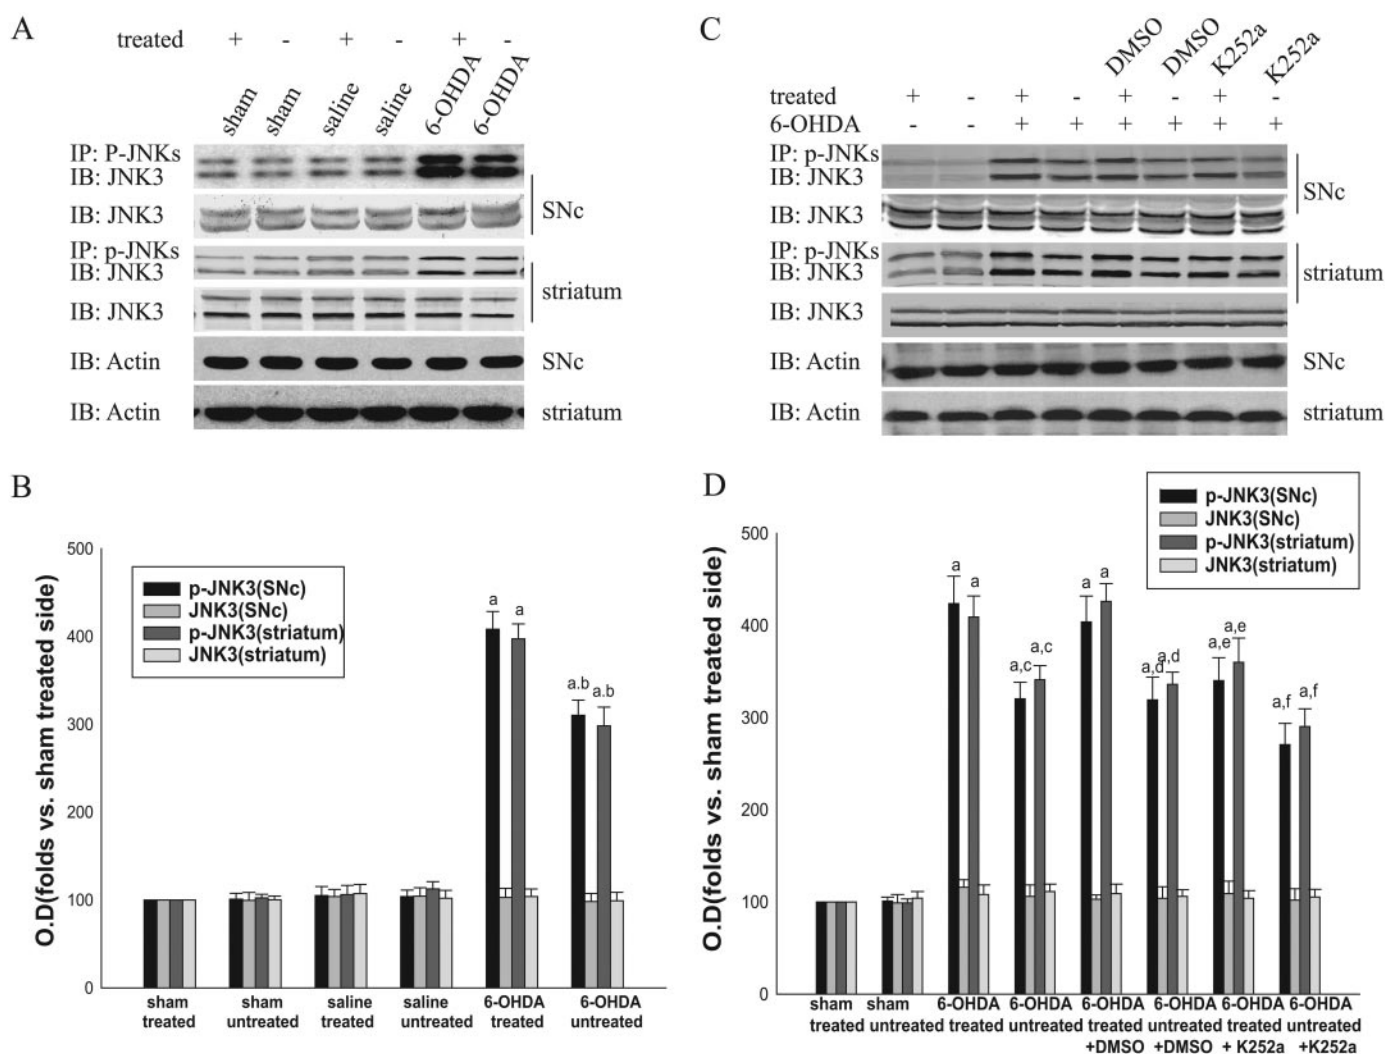 A
treated + - + - + -
sham sham saline saline 6-OHDA 6-OHDA
IP: P-JNKs
IB: JNK3
IB: JNK3
SNc
IP: p-JNKs
IB: JNK3
IB: JNK3
striatum
IB: Actin SNc
IB: Actin striatum
C
DMSO DMSO K252a K252a
treated + - + - + - + -
6-OHDA - - + + + + + +
IP: p-JNKs
IB: JNK3
IB: JNK3
SNc
IP: p-JNKs
IB: JNK3
IB: JNK3
striatum
IB: Actin SNc
IB: Actin striatum
B
O.D(folds vs. sham treated side)
500
400
300
200
100
0
p-JNK3(SNc)
JNK3(SNc)
p-JNK3(striatum)
JNK3(striatum)
a a
a.b a.b
sham sham saline saline 6-OHDA 6-OHDA
treated untreated treated untreated treated untreated
D
O.D(folds vs. sham treated side)
500
400
300
200
100
0
p-JNK3(SNc)
JNK3(SNc)
p-JNK3(striatum)
JNK3(striatum)
a a a,c a,c a a a,d a,d a,e a,e a,f a,f
sham sham 6-OHDA 6-OHDA 6-OHDA 6-OHDA 6-OHDA 6-OHDA
treated untreated treated untreated treated untreated treated untreated
+DMSO +DMSO + K252a +K252a